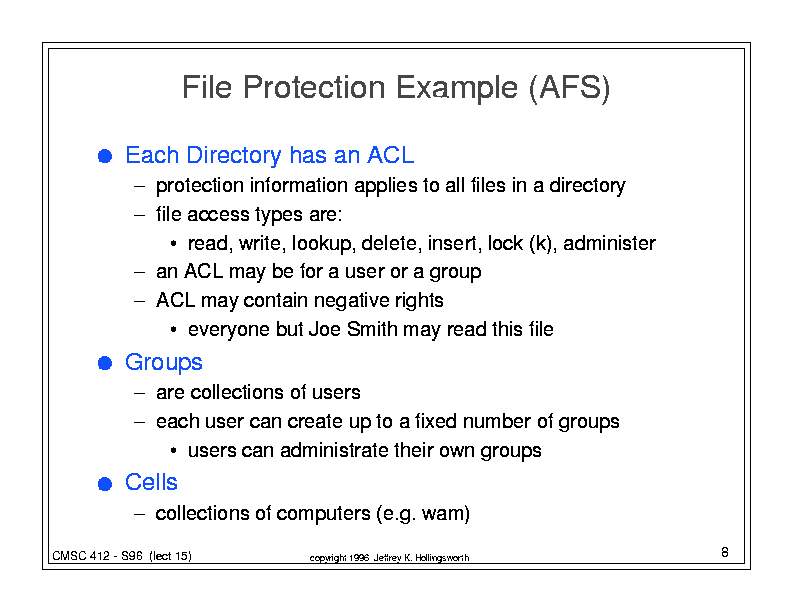 File Protection Example (AFS)
● Each Directory has an ACL
– protection information applies to all files in a directory
– file access types are:
• read, write, lookup, delete, insert, lock (k), administer
– an ACL may be for a user or a group
– ACL may contain negative rights
• everyone but Joe Smith may read this file
● Groups
– are collections of users
– each user can create up to a fixed number of groups
• users can administrate their own groups
● Cells
– collections of computers (e.g. wam)
CMSC 412 - S96 (lect 15)
copyright 1996 Jeffrey K. Hollingsworth
8